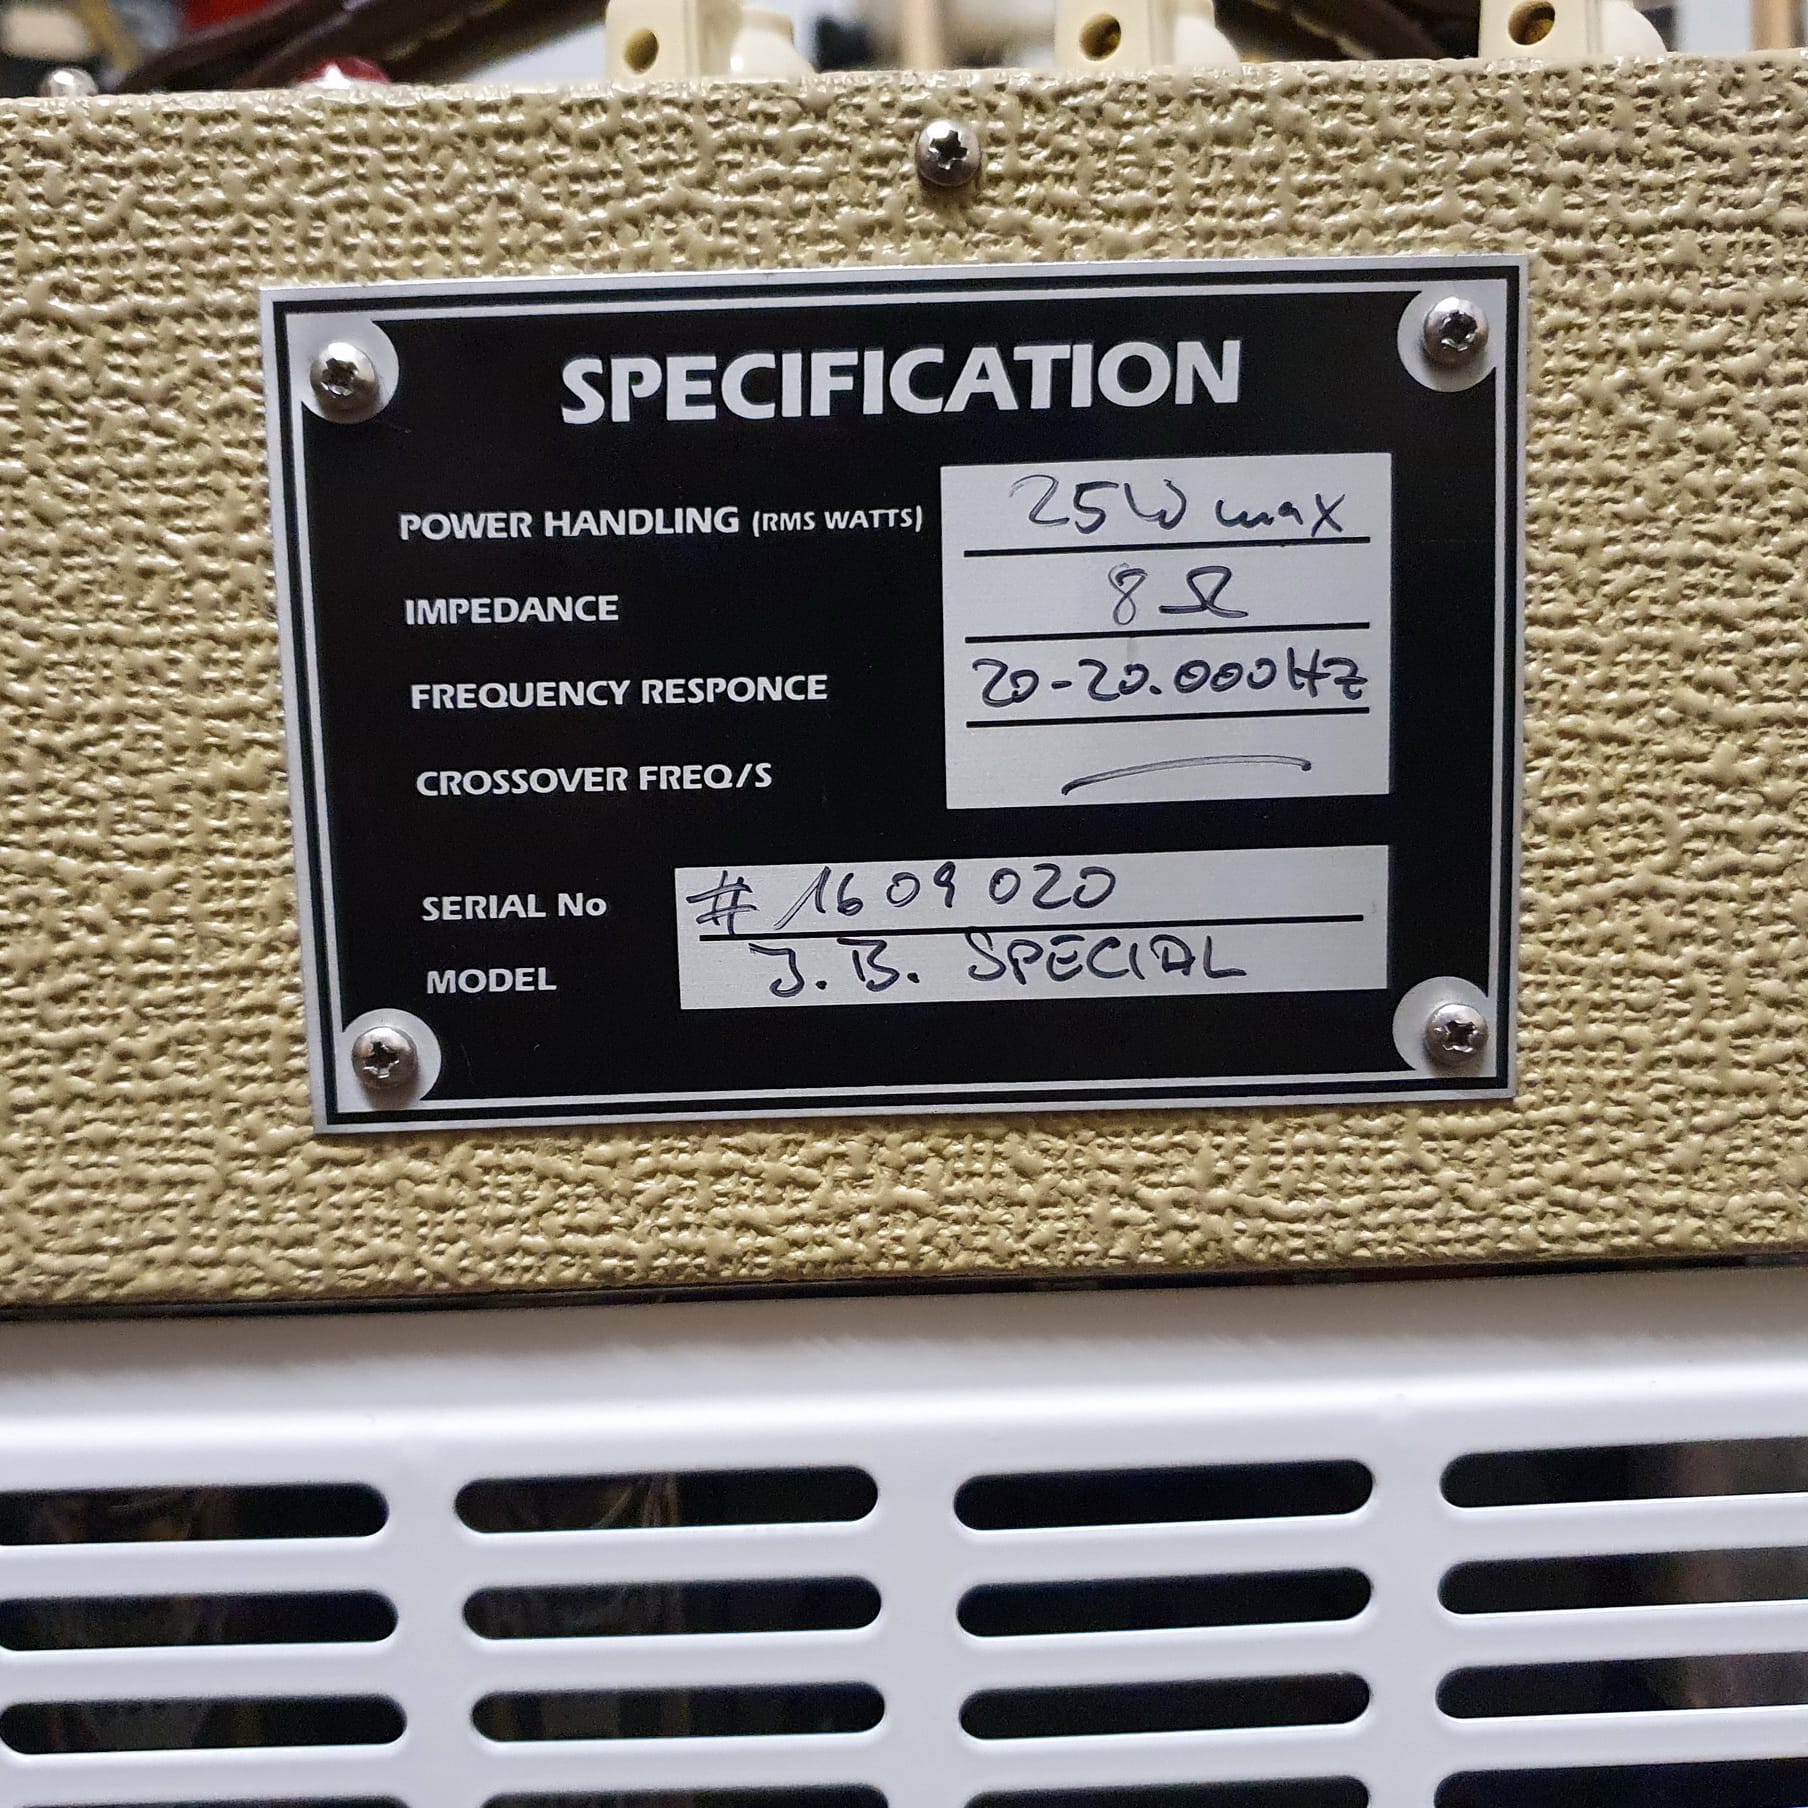 SPECIFICATION
POWER HANDLING (RMS WATTS) 25W max
IMPEDANCE 8 Ω
FREQUENCY RESPONCE 20-20.000Hz
CROSSOVER FREQ/S —
SERIAL No # 1609020
MODEL J.B. SPECIAL